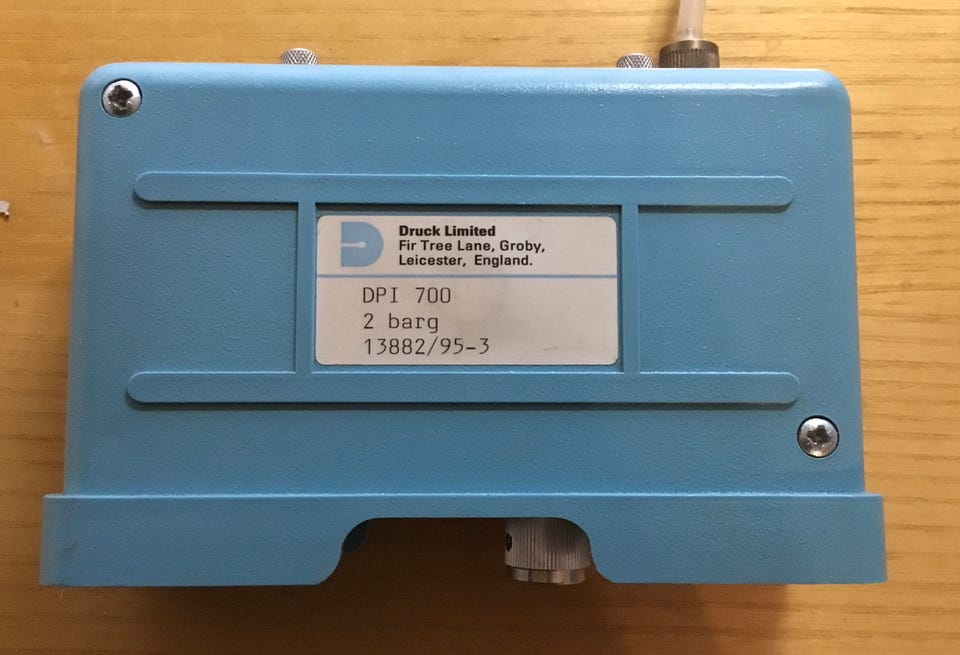 Druck Limited
Fir Tree Lane, Groby,
Leicester, England.
DPI 700
2 barg
13882/95-3